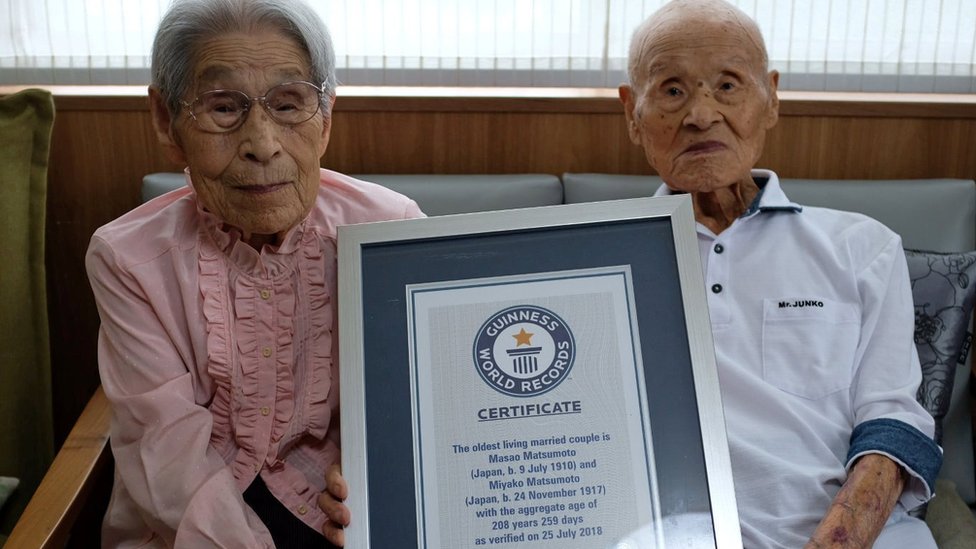 GUINNESS
WORLD RECORDS
CERTIFICATE
The oldest living married couple is
Masao Matsumoto
(Japan, b. 9 July 1910) and
Miyako Matsumoto
(Japan, b. 24 November 1917)
with the aggregate age of
208 years 259 days
as verified on 25 July 2018
Mr. JUNKO